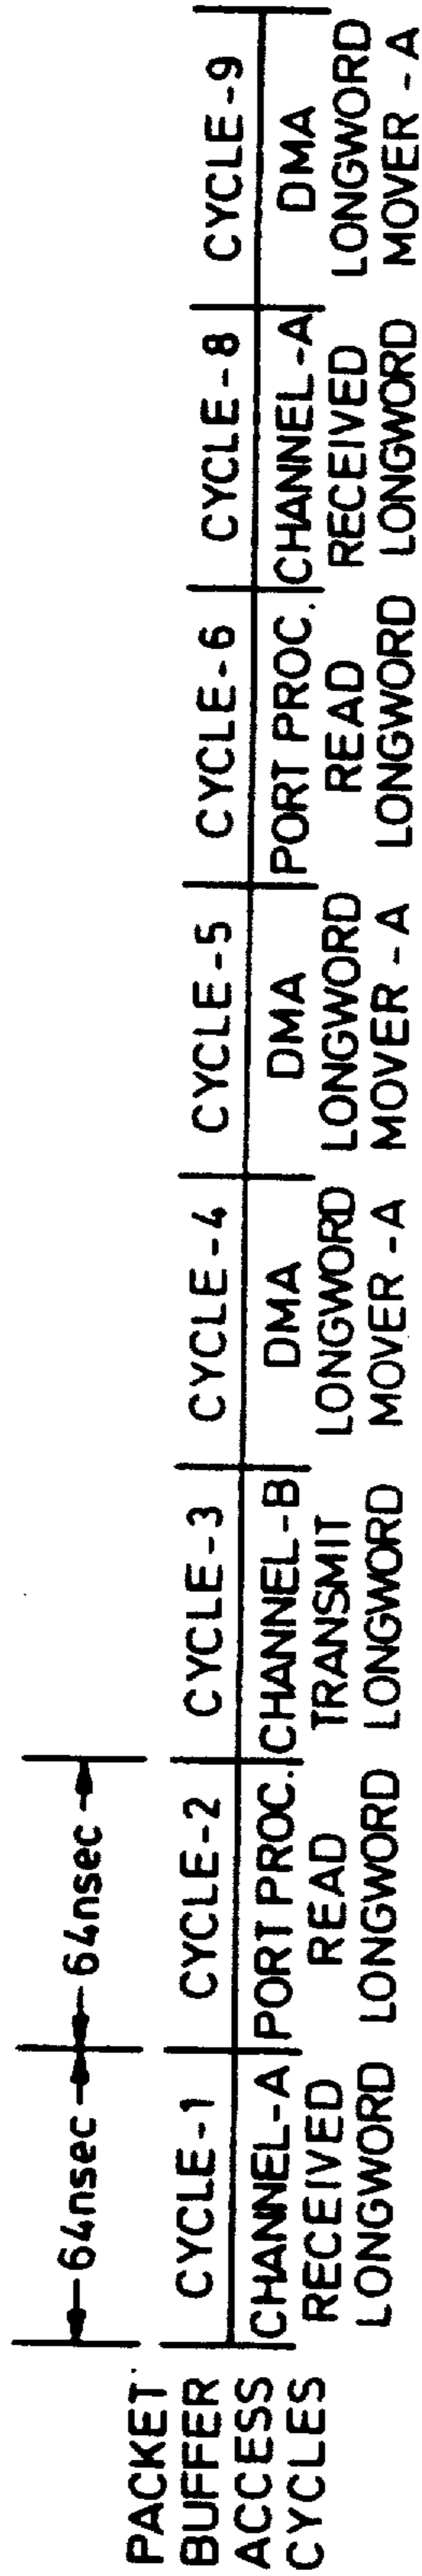 64nsec 64nsec
PACKET BUFFER ACCESS CYCLES
CYCLE-1 CYCLE-2 CYCLE-3 CYCLE-4 CYCLE-5 CYCLE-6 CYCLE-8 CYCLE-9
CHANNEL-A PORT PROC. CHANNEL-B DMA DMA PORT PROC. CHANNEL-A DMA
RECEIVED READ TRANSMIT LONGWORD LONGWORD READ RECEIVED LONGWORD
LONGWORD LONGWORD LONGWORD MOVER - A MOVER - A LONGWORD LONGWORD MOVER - A